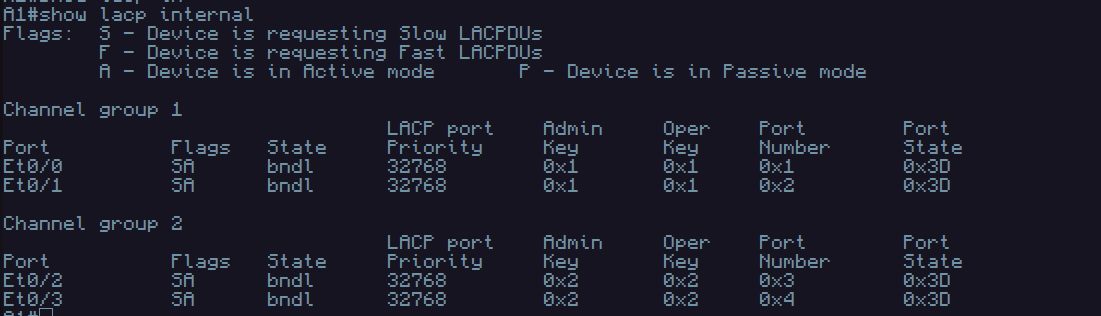 A1#show lacp internal
Flags:  S - Device is requesting Slow LACPDUs
        F - Device is requesting Fast LACPDUs
        A - Device is in Active mode       P - Device is in Passive mode

Channel group 1
                                LACP port    Admin     Oper    Port        Port
Port          Flags   State     Priority     Key       Key     Number      State
Et0/0         SA      bndl      32768        0x1       0x1     0x1         0x3D
Et0/1         SA      bndl      32768        0x1       0x1     0x2         0x3D

Channel group 2
                                LACP port    Admin     Oper    Port        Port
Port          Flags   State     Priority     Key       Key     Number      State
Et0/2         SA      bndl      32768        0x2       0x2     0x3         0x3D
Et0/3         SA      bndl      32768        0x2       0x2     0x4         0x3D
A1#